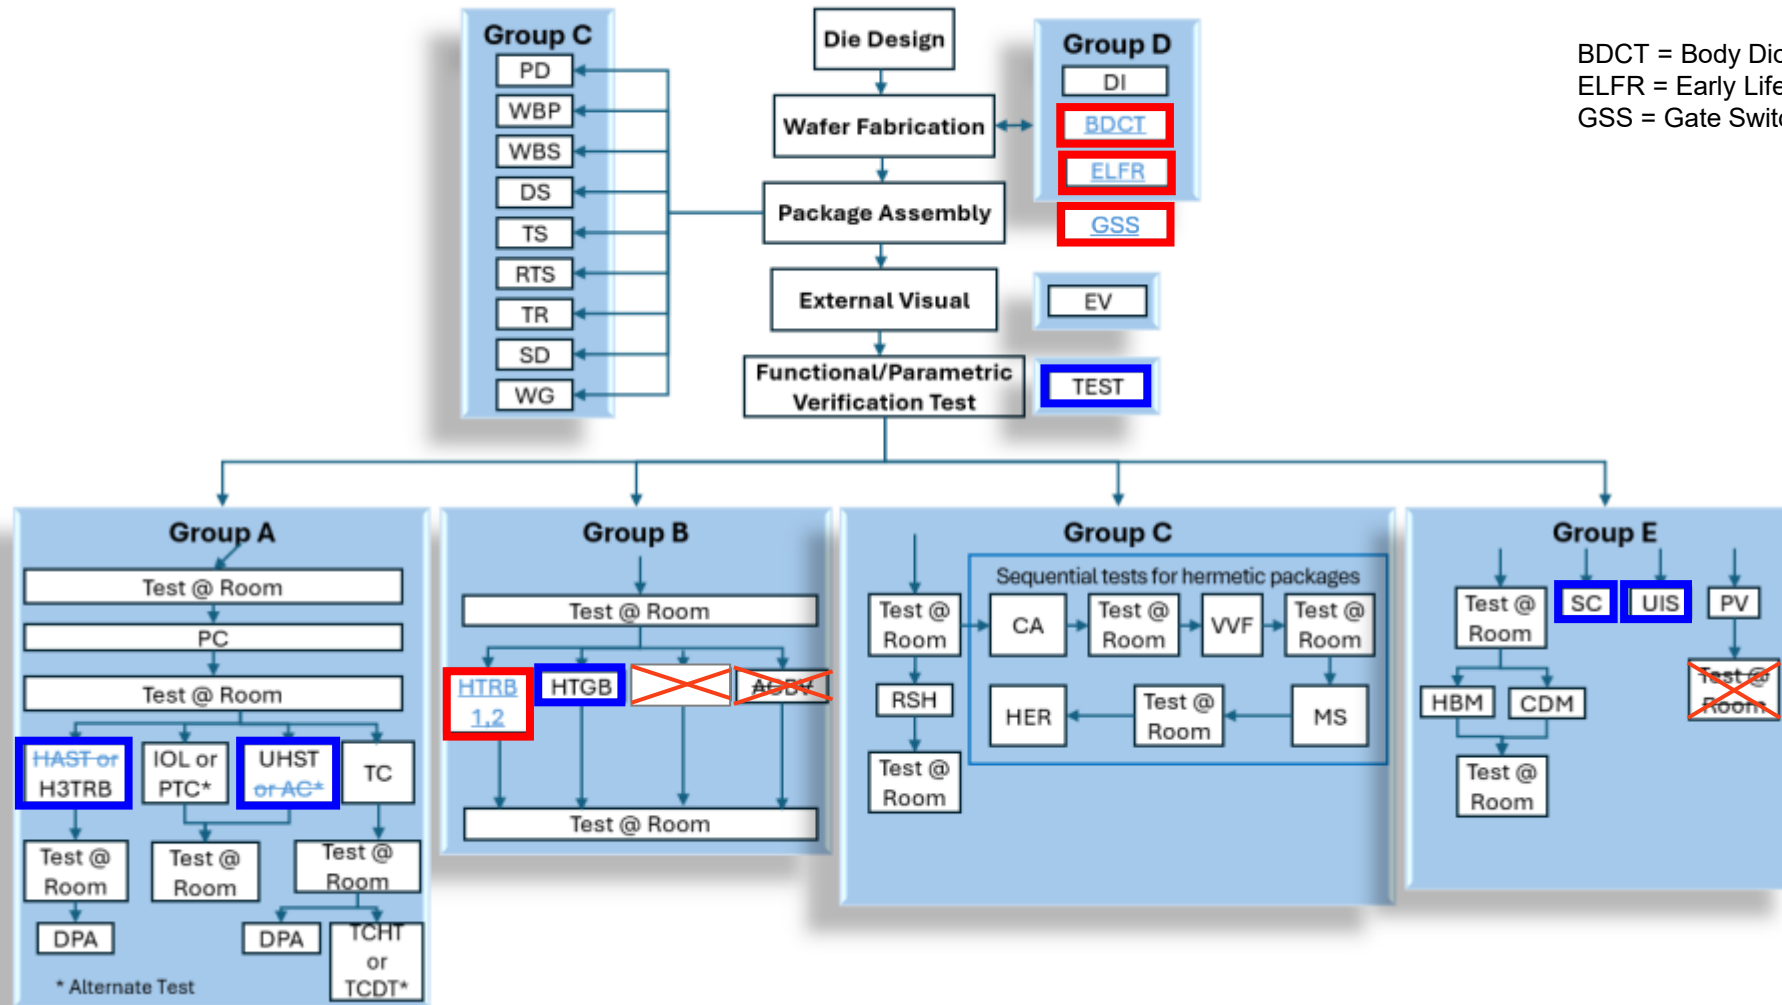 Group C
PD
WBP
WBS
DS
TS
RTS
TR
SD
WG
Die Design
Wafer Fabrication
Package Assembly
External Visual
Functional/Parametric
Verification Test
Group D
DI
BDCT
ELFR
GSS
EV
TEST
BDCT = Body
ELFR = Early Life
GSS = Gate
Group A
Test @ Room
PC
Test @ Room
HAST or
H3TRB
IOL or
PTC*
UHST
or AC*
TC
Test @
Room
Test @
Room
Test @
Room
DPA
DPA
TCHT
or
TCDT*
* Alternate Test
Group B
Test @ Room
HTRB
1,2
HTGB
ACBV
Test @ Room
Group C
Sequential tests for hermetic packages
Test @
Room
CA
Test @
Room
VVF
Test @
Room
RSH
HER
Test @
Room
MS
Test @
Room
Group E
Test @
Room
SC
UIS
PV
Test @
Room
HBM
CDM
Test @
Room